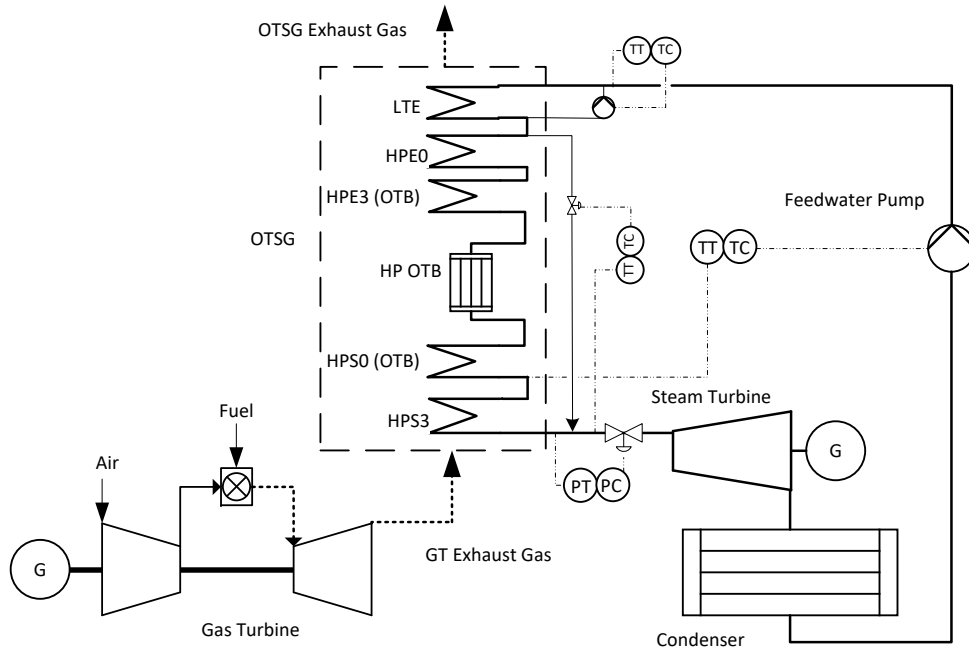 OTSG Exhaust Gas
TT TC
LTE
HPE0
HPE3 (OTB)
Feedwater Pump
OTSG
TC
TT
TT TC
HP OTB
HPS0 (OTB)
Steam Turbine
Fuel
HPS3
Air
G
PT PC
G
GT Exhaust Gas
Gas Turbine
Condenser